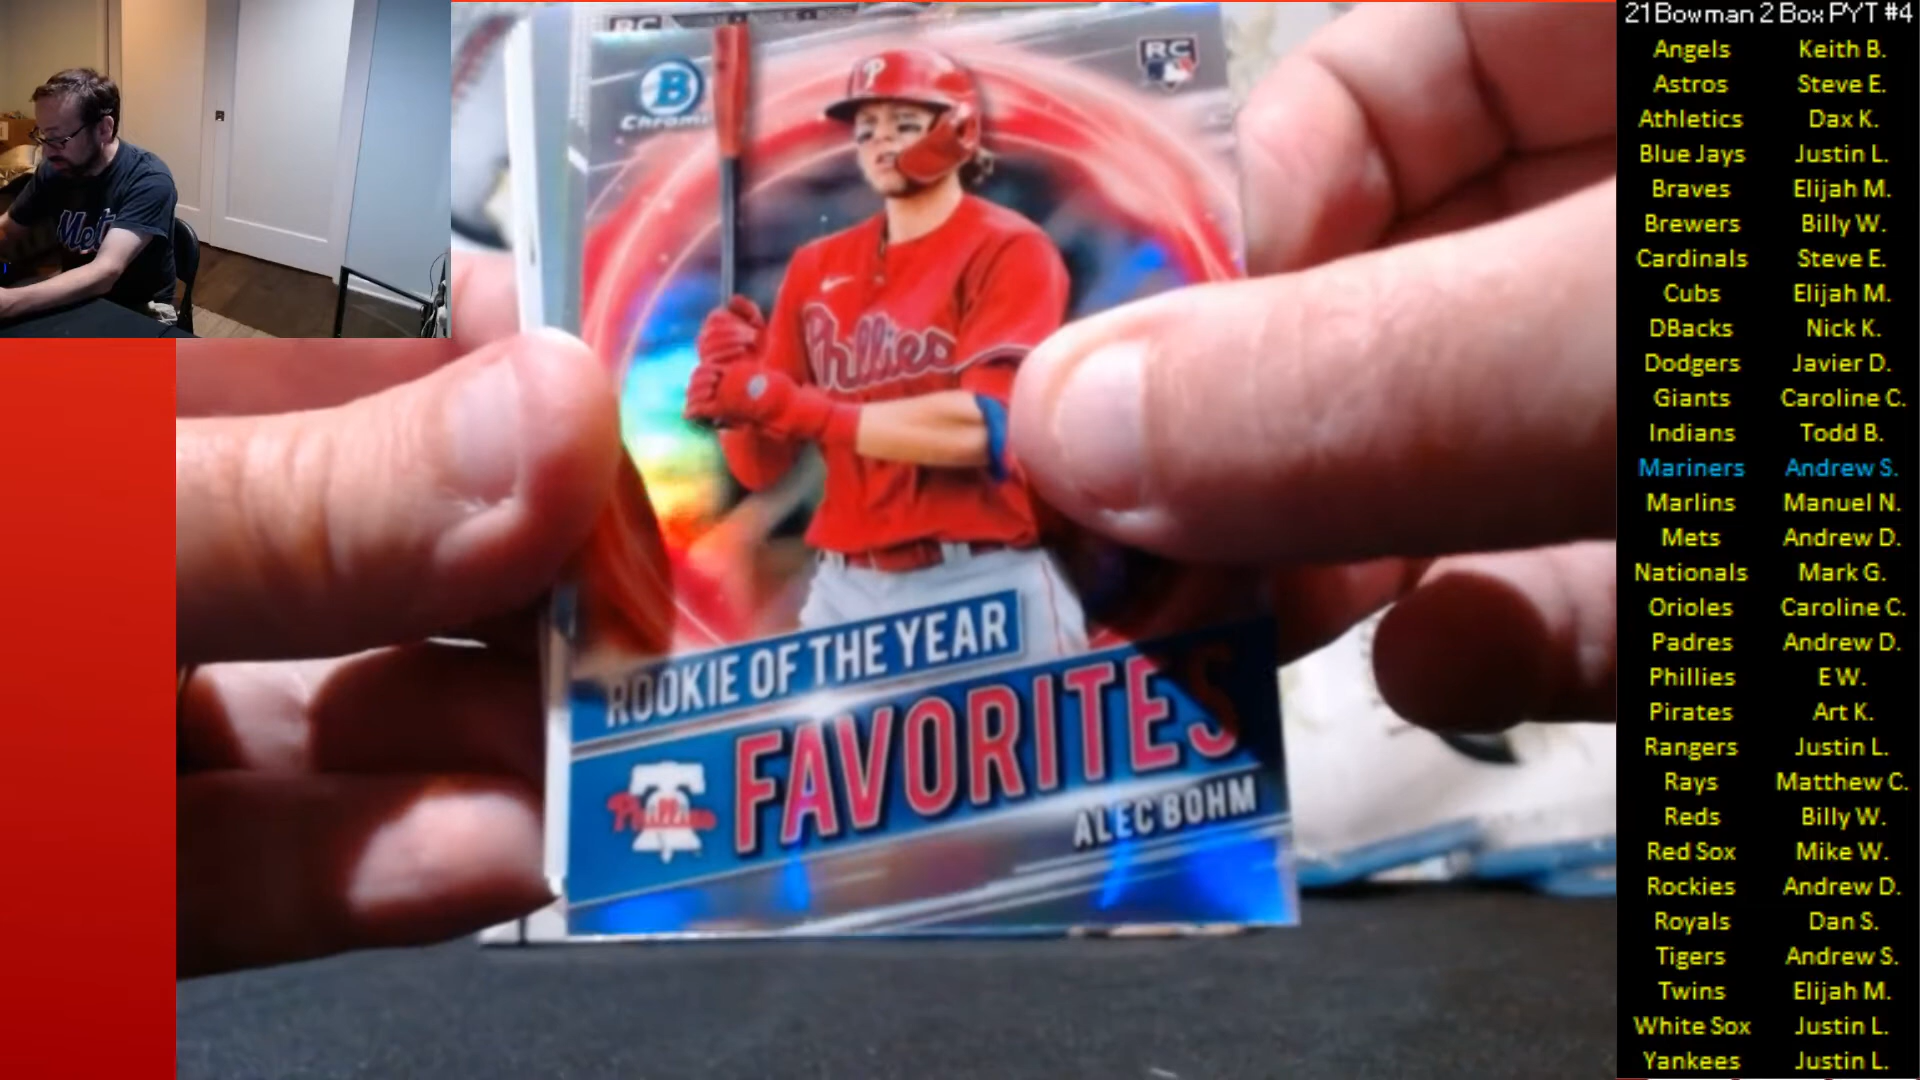 21 Bowman 2 Box PYT #4
Angels Keith B.
Astros Steve E.
Athletics Dax K.
Blue Jays Justin L.
Braves Elijah M.
Brewers Billy W.
Cardinals Steve E.
Cubs Elijah M.
DBacks Nick K.
Dodgers Javier D.
Giants Caroline C.
Indians Todd B.
Mariners Andrew S.
Marlins Manuel N.
Mets Andrew D.
Nationals Mark G.
Orioles Caroline C.
Padres Andrew D.
Phillies E W.
Pirates Art K.
Rangers Justin L.
Rays Matthew C.
Reds Billy W.
Red Sox Mike W.
Rockies Andrew D.
Royals Dan S.
Tigers Andrew S.
Twins Elijah M.
White Sox Justin L.
Yankees Justin L.
RC
B
Chrome
RC
P
Phillies
ROOKIE OF THE YEAR
FAVORITES
Phillies
ALEC BOHM
Mets